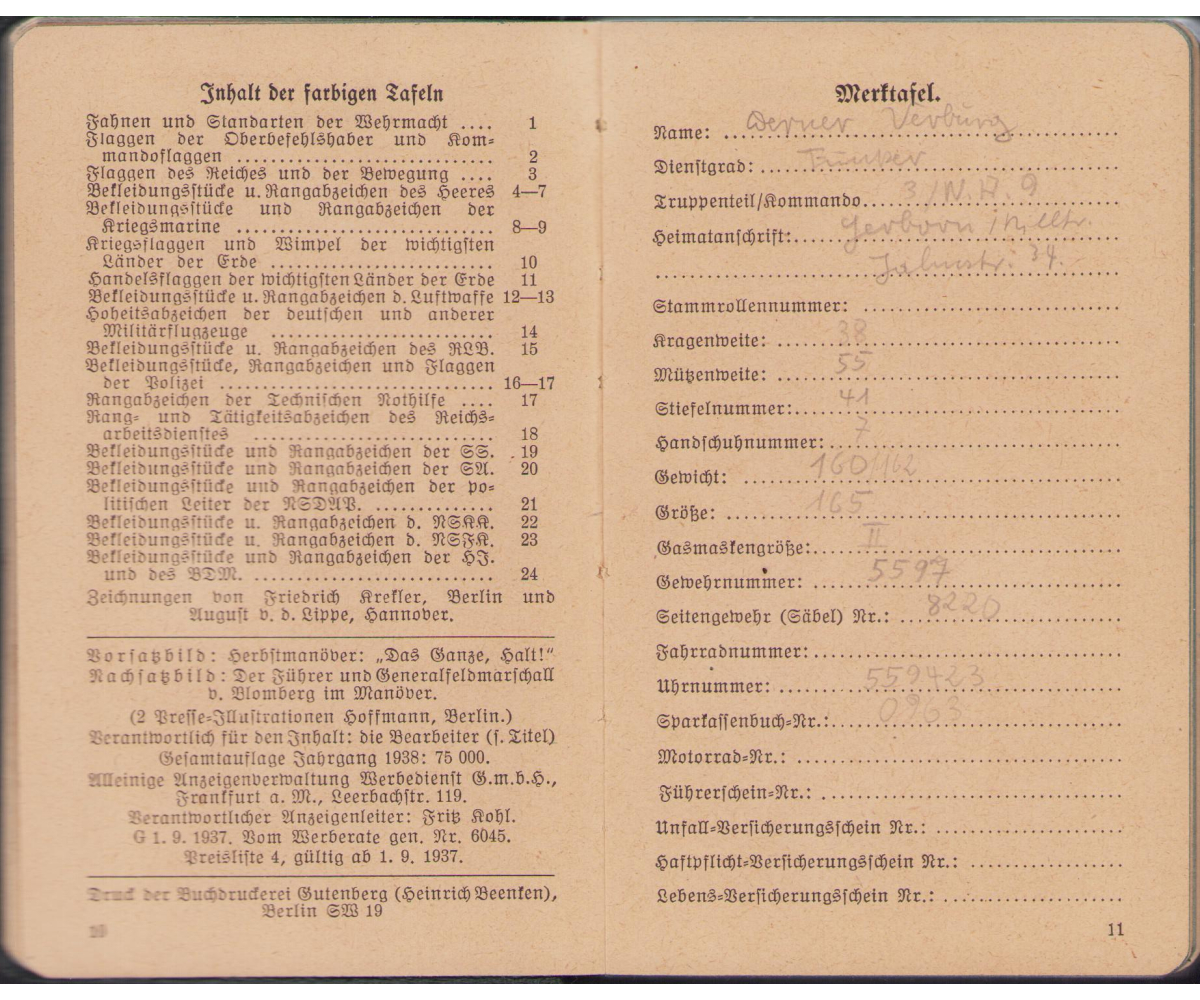 Inhalt der farbigen Tafeln
Fahnen und Standarten der Wehrmacht .... 1
Flaggen der Oberbefehlshaber und Kom-
mandoflaggen ............................. 2
Flaggen des Reiches und der Bewegung .... 3
Bekleidungsstücke u. Rangabzeichen des Heeres 4—7
Bekleidungsstücke und Rangabzeichen der
Kriegsmarine ............................. 8—9
Kriegsflaggen und Wimpel der wichtigsten
Länder der Erde ............................ 10
Handelsflaggen der wichtigsten Länder der Erde 11
Bekleidungsstücke u. Rangabzeichen d. Luftwaffe 12—13
Hoheitsabzeichen der deutschen und anderer
Militärflugzeuge ......................... 14
Bekleidungsstücke u. Rangabzeichen des RLB. 15
Bekleidungsstücke, Rangabzeichen und Flaggen
der Polizei ............................... 16—17
Rangabzeichen der Technischen Nothilfe .... 17
Rang- und Tätigkeitsabzeichen des Reichs-
arbeitsdienstes ........................... 18
Bekleidungsstücke und Rangabzeichen der SS. . 19
Bekleidungsstücke und Rangabzeichen der SA. 20
Bekleidungsstücke und Rangabzeichen der po-
litischen Leiter der NSDAP. .............. 21
Bekleidungsstücke u. Rangabzeichen d. NSKK. 22
Bekleidungsstücke u. Rangabzeichen d. NSFK. 23
Bekleidungsstücke und Rangabzeichen der HJ.
und des BDM. ........................... 24
Zeichnungen von Friedrich Krekler, Berlin und
August v. d. Lippe, Hannover.
Vorsatzbild: Herbstmanöver: „Das Ganze, Halt!“
Nachsatzbild: Der Führer und Generalfeldmarschall
v. Blomberg im Manöver.
(2 Presse-Illustrationen Hoffmann, Berlin.)
Verantwortlich für den Inhalt: die Bearbeiter (s. Titel)
Gesamtauflage Jahrgang 1938: 75 000.
Alleinige Anzeigenverwaltung Werbedienst G.m.b.H.,
Frankfurt a. M., Leerbachstr. 119.
Verantwortlicher Anzeigenleiter: Fritz Kohl.
G 1. 9. 1937. Vom Werberate gen. Nr. 6045.
Preisliste 4, gültig ab 1. 9. 1937.
Druck der Buchdruckerei Gutenberg (Heinrich Beenken),
Berlin SW 19
10
Merktafel.
Name: Werner Verburg
Dienstgrad: Funker
Truppenteil/Kommando 3/N.A. 9
Heimatanschrift:
34.
Stammrollennummer:
Kragenweite: 38
Mützenweite: 55
Stiefelnummer: 41
Handschuhnummer: 7
Gewicht: 160/162
Größe: 165
Gasmaskengröße: II
Gewehrnummer: 5597
Seitengewehr (Säbel) Nr.: 8220
Fahrradnummer:
Uhrnummer: 559423
Sparkassenbuch-Nr.: 0963
Motorrad-Nr.:
Führerschein-Nr.:
Unfall-Versicherungsschein Nr.:
Haftpflicht-Versicherungsschein Nr.:
Lebens-Versicherungsschein Nr.:
11